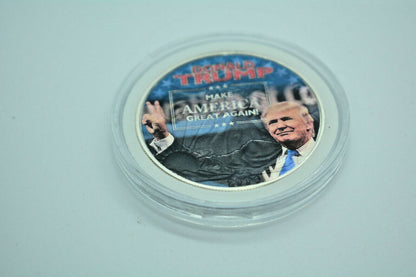 DONALD
TRUMP
MAKE
AMERICA
GREAT AGAIN!